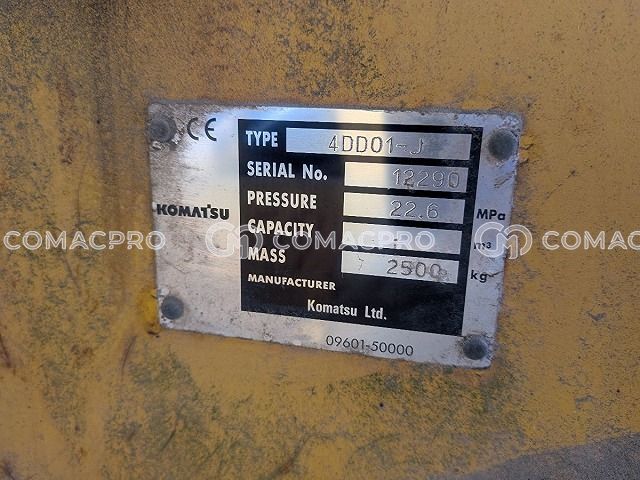 CE
TYPE 4DD01-J
SERIAL No. 12290
PRESSURE 22.6 MPa
KOMATSU
CAPACITY m3
MASS 2500 kg
MANUFACTURER
Komatsu Ltd.
09601-50000
COMACPRO COMACPRO COMACPRO